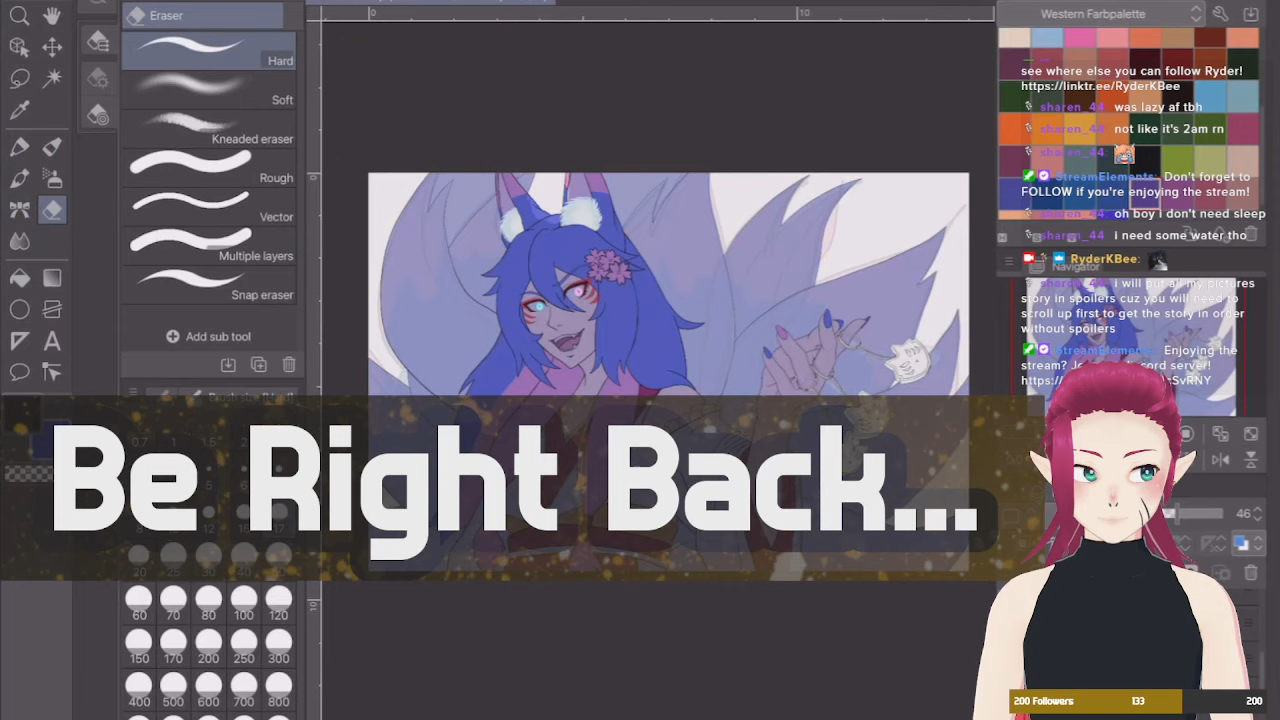 Eraser
Hard
Soft
Kneaded eraser
Rough
Vector
Multiple layers
Snap eraser
Add sub tool
0
10
0
10
Western Farbpalette
see where else you can follow Ryder!
https://linktr.ee/RyderKBee
sharen_44 was lazy af tbh
sharen_44 not like it's 2am rn
sharen_44
StreamElements: Don't forget to
FOLLOW if you're enjoying the stream!
sharen_44 oh boy i don't need sleep
sharen_44 i need some water tho
RyderKBee:
Navigator
sharen_44 i will put all my pictures
story in spoilers cuz you will need to
scroll up first to get the story in order
without spoilers
StreamElements: Enjoying the
46
Be Right Back...
60 70 80 100 120
150 170 200 250 300
400 500 600 700 800
200 Followers 133 200